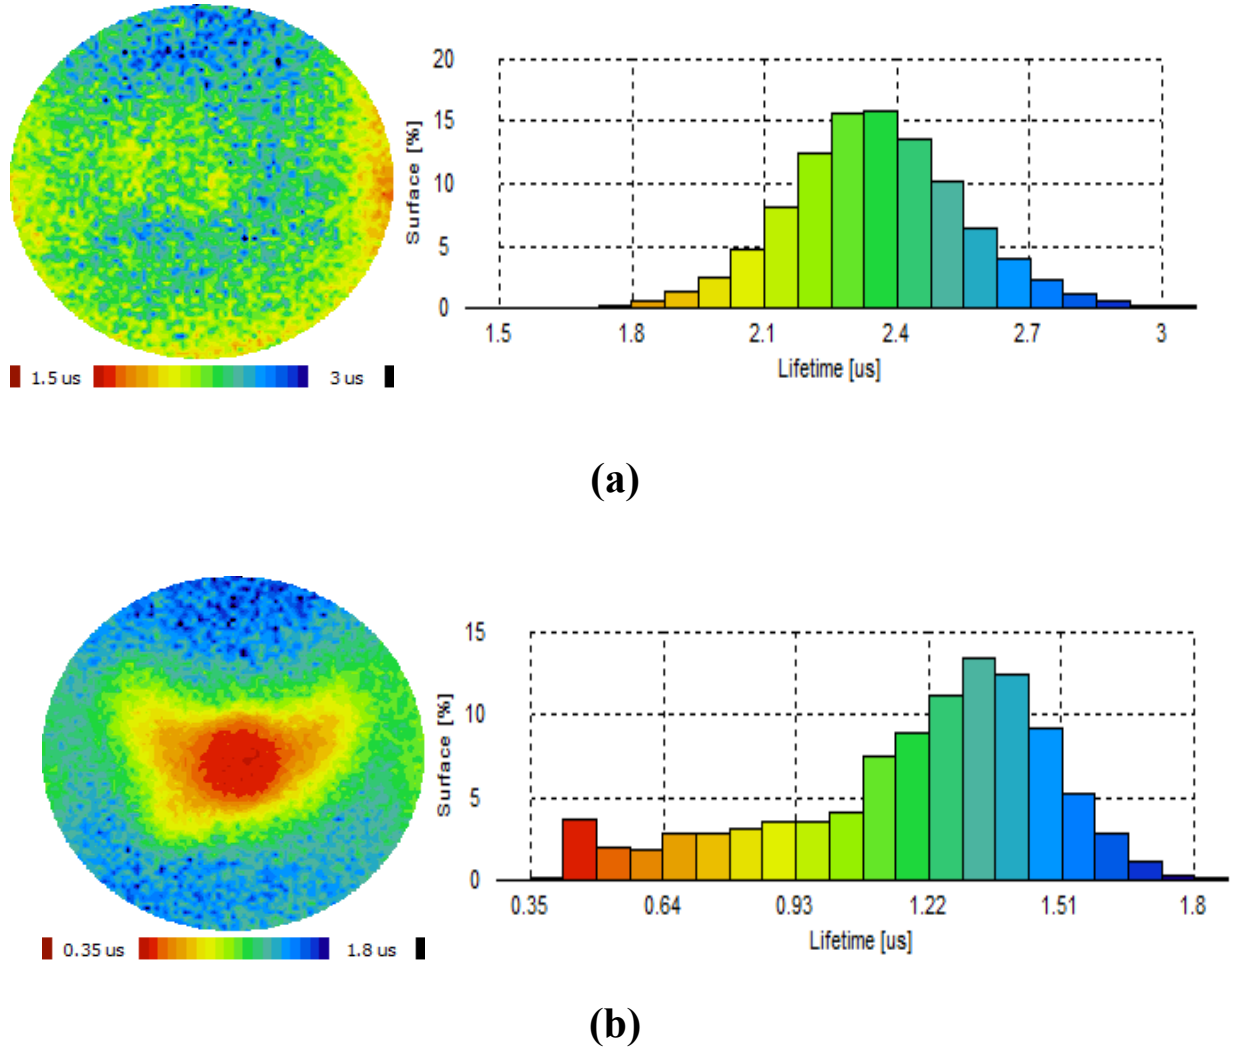 20
15
10
5
0
Surface [%]
1.5 1.8 2.1 2.4 2.7 3
Lifetime [us]
1.5 us 3 us
(a)
15
10
5
0
Surface [%]
0.35 0.64 0.93 1.22 1.51 1.8
Lifetime [us]
0.35 us 1.8 us
(b)